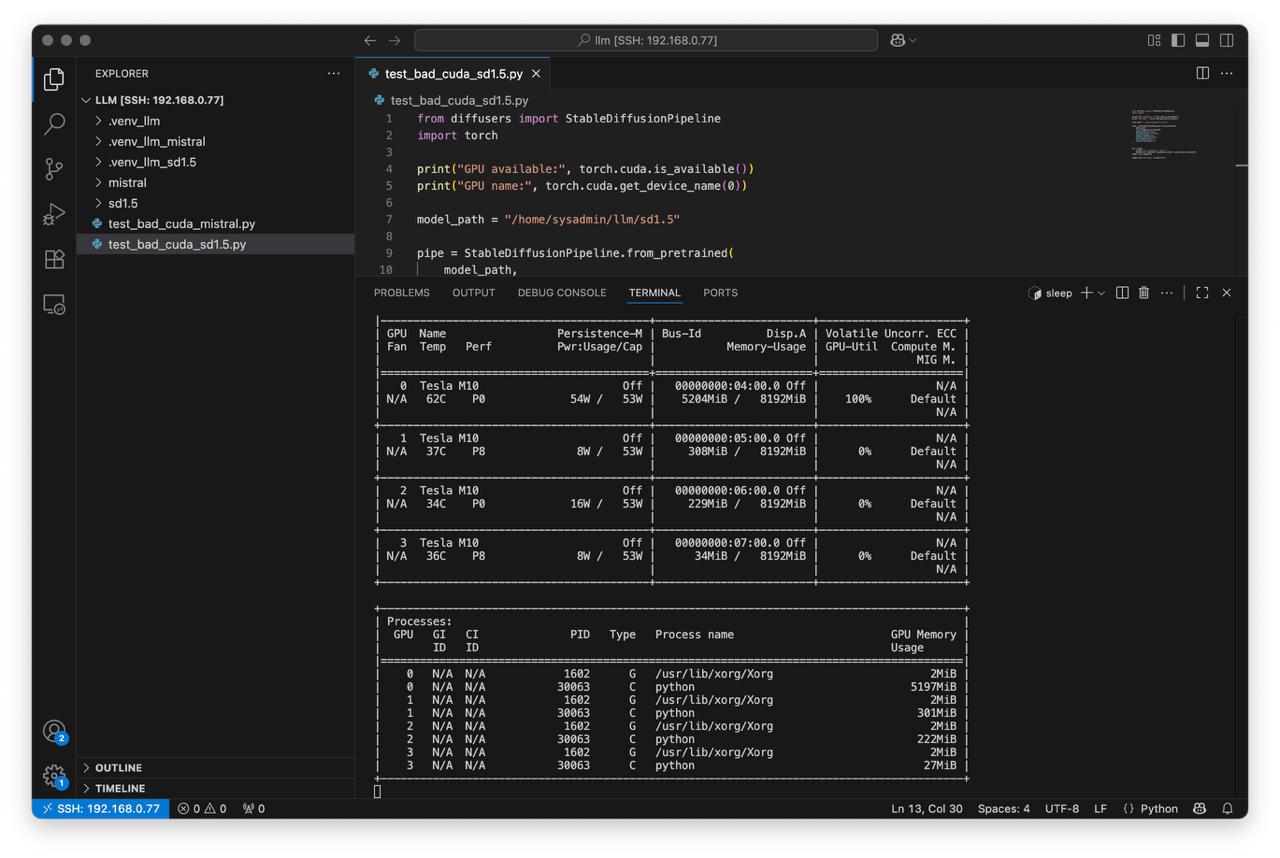 llm [SSH: 192.168.0.77]
EXPLORER
LLM [SSH: 192.168.0.77]
.venv_llm
.venv_llm_mistral
.venv_llm_sd1.5
mistral
sd1.5
test_bad_cuda_mistral.py
test_bad_cuda_sd1.5.py
OUTLINE
TIMELINE
2
1
test_bad_cuda_sd1.5.py
test_bad_cuda_sd1.5.py
1 from diffusers import StableDiffusionPipeline
2 import torch
3
4 print("GPU available:", torch.cuda.is_available())
5 print("GPU name:", torch.cuda.get_device_name(0))
6
7 model_path = "/home/sysadmin/llm/sd1.5"
8
9 pipe = StableDiffusionPipeline.from_pretrained(
10 model_path,
PROBLEMS OUTPUT DEBUG CONSOLE TERMINAL PORTS sleep
GPU Name Persistence-M | Bus-Id Disp.A | Volatile Uncorr. ECC
Fan Temp Perf Pwr:Usage/Cap | Memory-Usage | GPU-Util Compute M.
MIG M.
0 Tesla M10 Off | 00000000:04:00.0 Off | N/A
N/A 62C P0 54W / 53W | 5204MiB / 8192MiB | 100% Default
N/A
1 Tesla M10 Off | 00000000:05:00.0 Off | N/A
N/A 37C P8 8W / 53W | 308MiB / 8192MiB | 0% Default
N/A
2 Tesla M10 Off | 00000000:06:00.0 Off | N/A
N/A 34C P0 16W / 53W | 229MiB / 8192MiB | 0% Default
N/A
3 Tesla M10 Off | 00000000:07:00.0 Off | N/A
N/A 36C P8 8W / 53W | 34MiB / 8192MiB | 0% Default
N/A
Processes:
GPU GI CI PID Type Process name GPU Memory
ID ID Usage
0 N/A N/A 1602 G /usr/lib/xorg/Xorg 2MiB
0 N/A N/A 30063 C python 5197MiB
1 N/A N/A 1602 G /usr/lib/xorg/Xorg 2MiB
1 N/A N/A 30063 C python 301MiB
2 N/A N/A 1602 G /usr/lib/xorg/Xorg 2MiB
2 N/A N/A 30063 C python 222MiB
3 N/A N/A 1602 G /usr/lib/xorg/Xorg 2MiB
3 N/A N/A 30063 C python 27MiB
SSH: 192.168.0.77 0 0 0 Ln 13, Col 30 Spaces: 4 UTF-8 LF {} Python